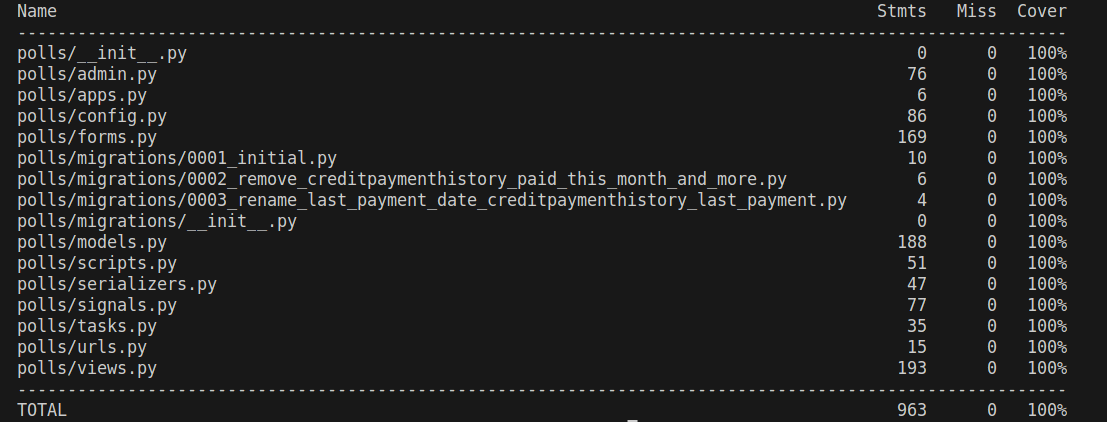 Name Stmts Miss Cover
---------------------------------------------------------------------------------------------------------
polls/__init__.py 0 0 100%
polls/admin.py 76 0 100%
polls/apps.py 6 0 100%
polls/config.py 86 0 100%
polls/forms.py 169 0 100%
polls/migrations/0001_initial.py 10 0 100%
polls/migrations/0002_remove_creditpaymenthistory_paid_this_month_and_more.py 6 0 100%
polls/migrations/0003_rename_last_payment_date_creditpaymenthistory_last_payment.py 4 0 100%
polls/migrations/__init__.py 0 0 100%
polls/models.py 188 0 100%
polls/scripts.py 51 0 100%
polls/serializers.py 47 0 100%
polls/signals.py 77 0 100%
polls/tasks.py 35 0 100%
polls/urls.py 15 0 100%
polls/views.py 193 0 100%
---------------------------------------------------------------------------------------------------------
TOTAL 963 0 100%